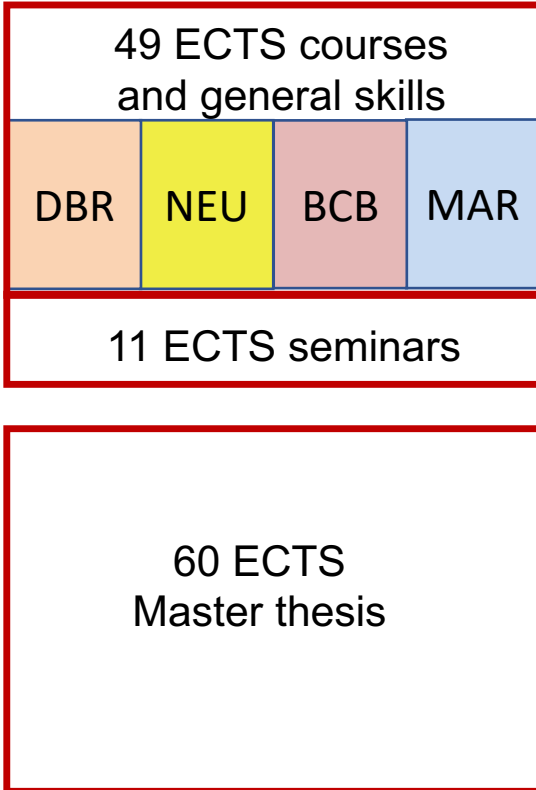 49 ECTS courses
and general skills
DBR NEU BCB MAR
11 ECTS seminars
60 ECTS
Master thesis